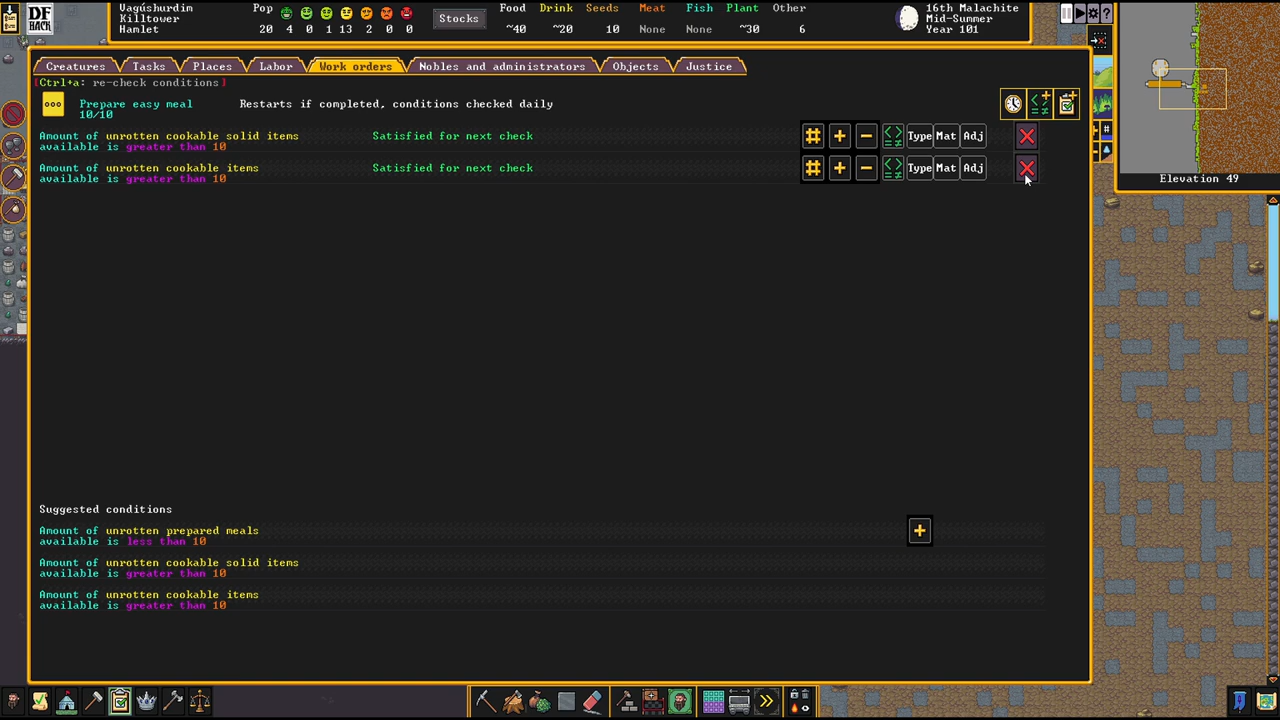 DF
HACK
Vagúshurdim
Killtower
Hamlet
Pop
20 4 0 1 13 2 0 0
Stocks
Food Drink Seeds Meat Fish Plant Other
~40 ~20 10 None None ~30 6
16th Malachite
Mid-Summer
Year 101
Creatures Tasks Places Labor Work orders Nobles and administrators Objects Justice
[Ctrl+a: re-check conditions]
Prepare easy meal
10/10
Restarts if completed, conditions checked daily
Amount of unrotten cookable solid items
available is greater than 10
Satisfied for next check
Type Mat Adj
Amount of unrotten cookable items
available is greater than 10
Satisfied for next check
Type Mat Adj
Suggested conditions
Amount of unrotten prepared meals
available is less than 10
Amount of unrotten cookable solid items
available is greater than 10
Amount of unrotten cookable items
available is greater than 10
Elevation 49